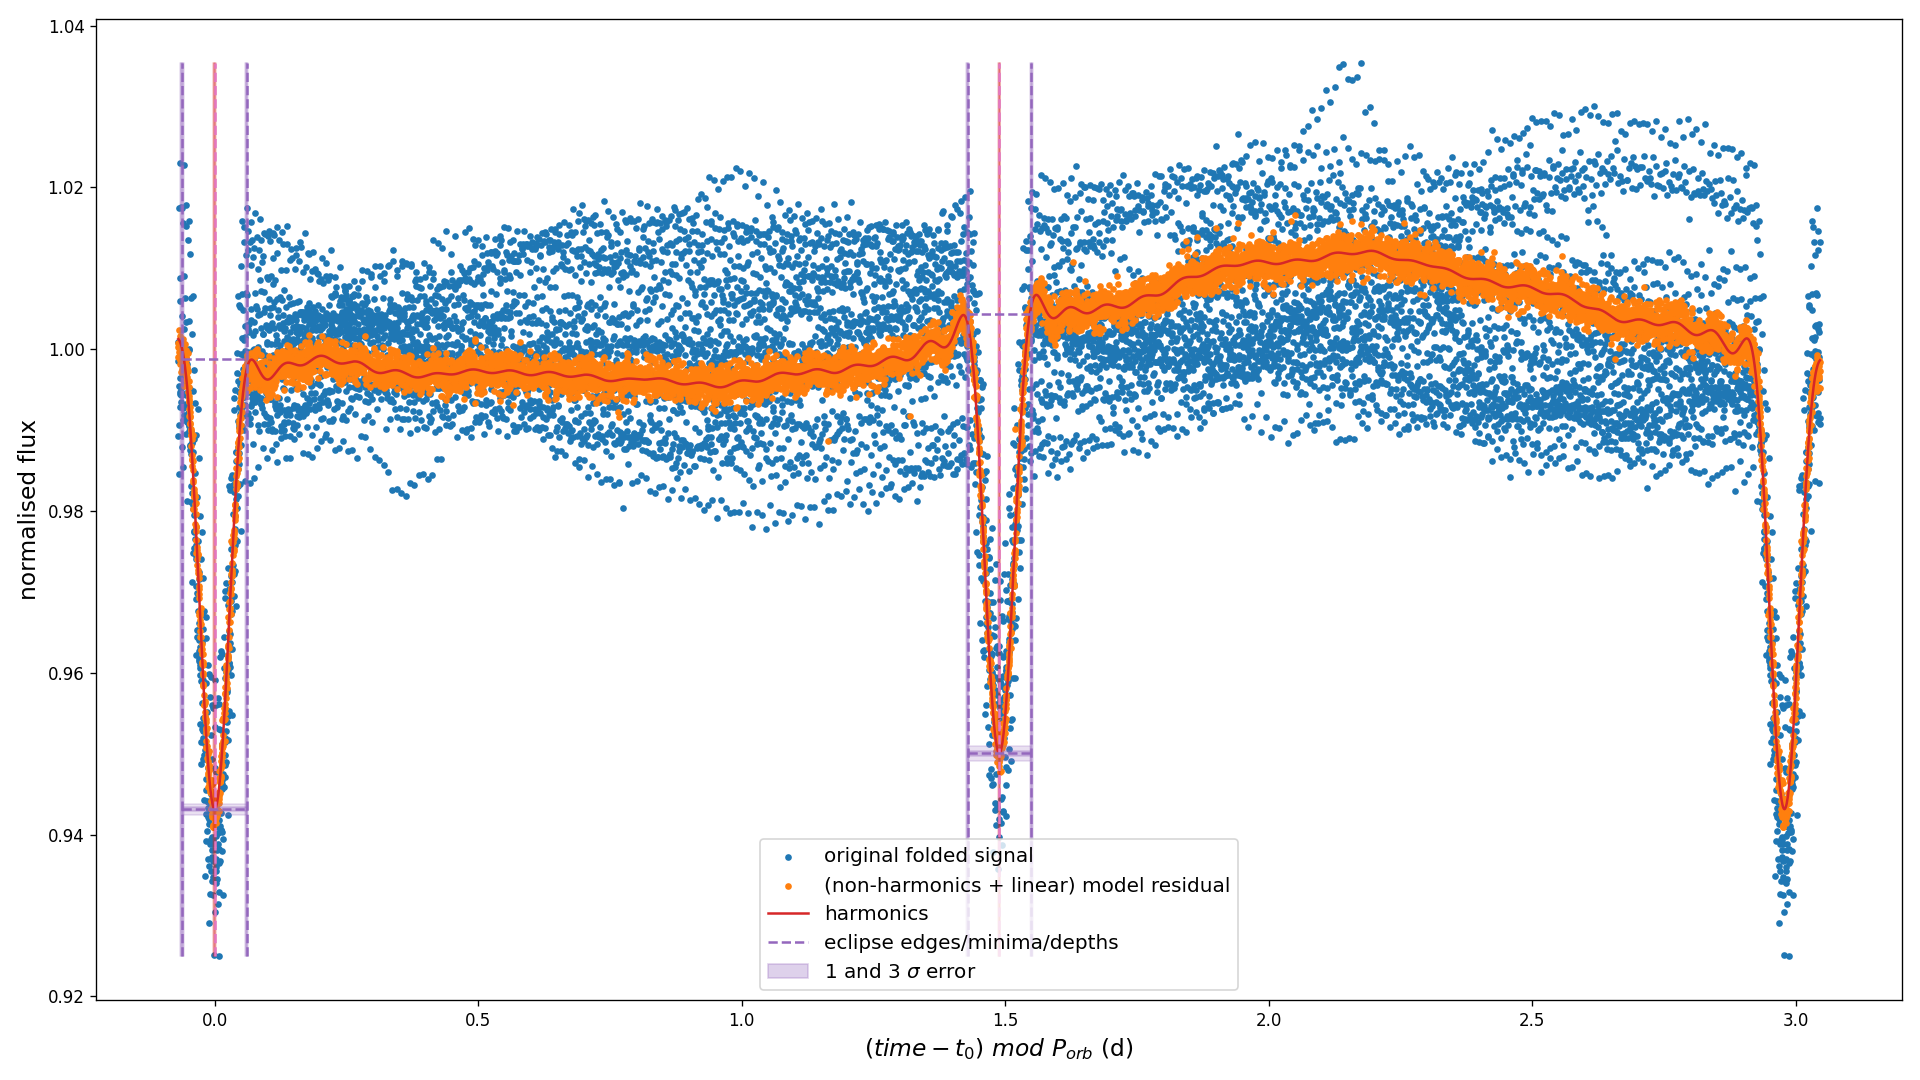 1.04
1.02
1.00
0.98
0.96
0.94
0.92
normalised flux
original folded signal
(non-harmonics + linear) model residual
harmonics
eclipse edges/minima/depths
1 and 3 σ error
0.0 0.5 1.0 1.5 2.0 2.5 3.0
(time − t₀) mod Pₒᵣb (d)